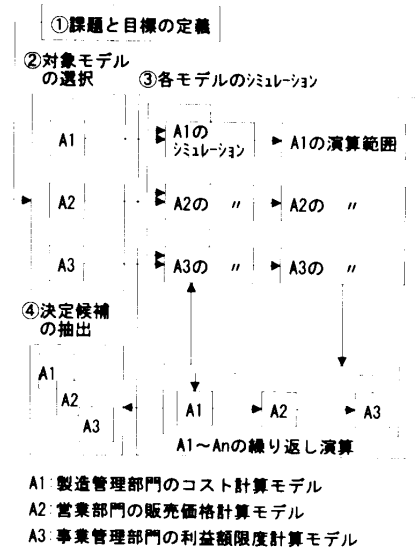 ①課題と目標の定義
②対象モデルの選択
③各モデルのシミュレーション
A1 A1のシミュレーション A1の演算範囲
A2 A2の 〃 A2の 〃
A3 A3の 〃 A3の 〃
④決定候補の抽出
A1
A2
A3
A1 A2 A3
A1～Anの繰り返し演算
A1:製造管理部門のコスト計算モデル
A2:営業部門の販売価格計算モデル
A3:事業管理部門の利益額限度計算モデル